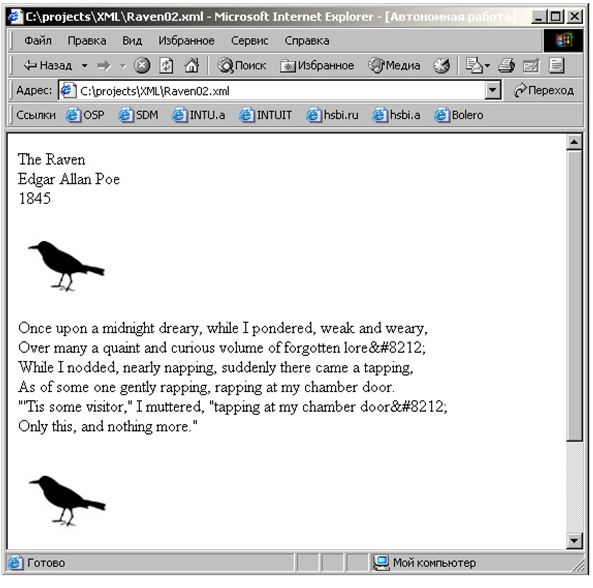 C:\projects\XML\Raven02.xml - Microsoft Internet Explorer - [Автономная работа]
Файл Правка Вид Избранное Сервис Справка
Назад Поиск Избранное Медиа
Адрес: C:\projects\XML\Raven02.xml Переход
Ссылки OSP SDM INTU.a INTUIT hsbi.ru hsbi.a Bolero
The Raven
Edgar Allan Poe
1845
Once upon a midnight dreary, while I pondered, weak and weary,
Over many a quaint and curious volume of forgotten lore&#8212;
While I nodded, nearly napping, suddenly there came a tapping,
As of some one gently rapping, rapping at my chamber door.
"'Tis some visitor," I muttered, "tapping at my chamber door&#8212;
Only this, and nothing more."
Готово Мой компьютер